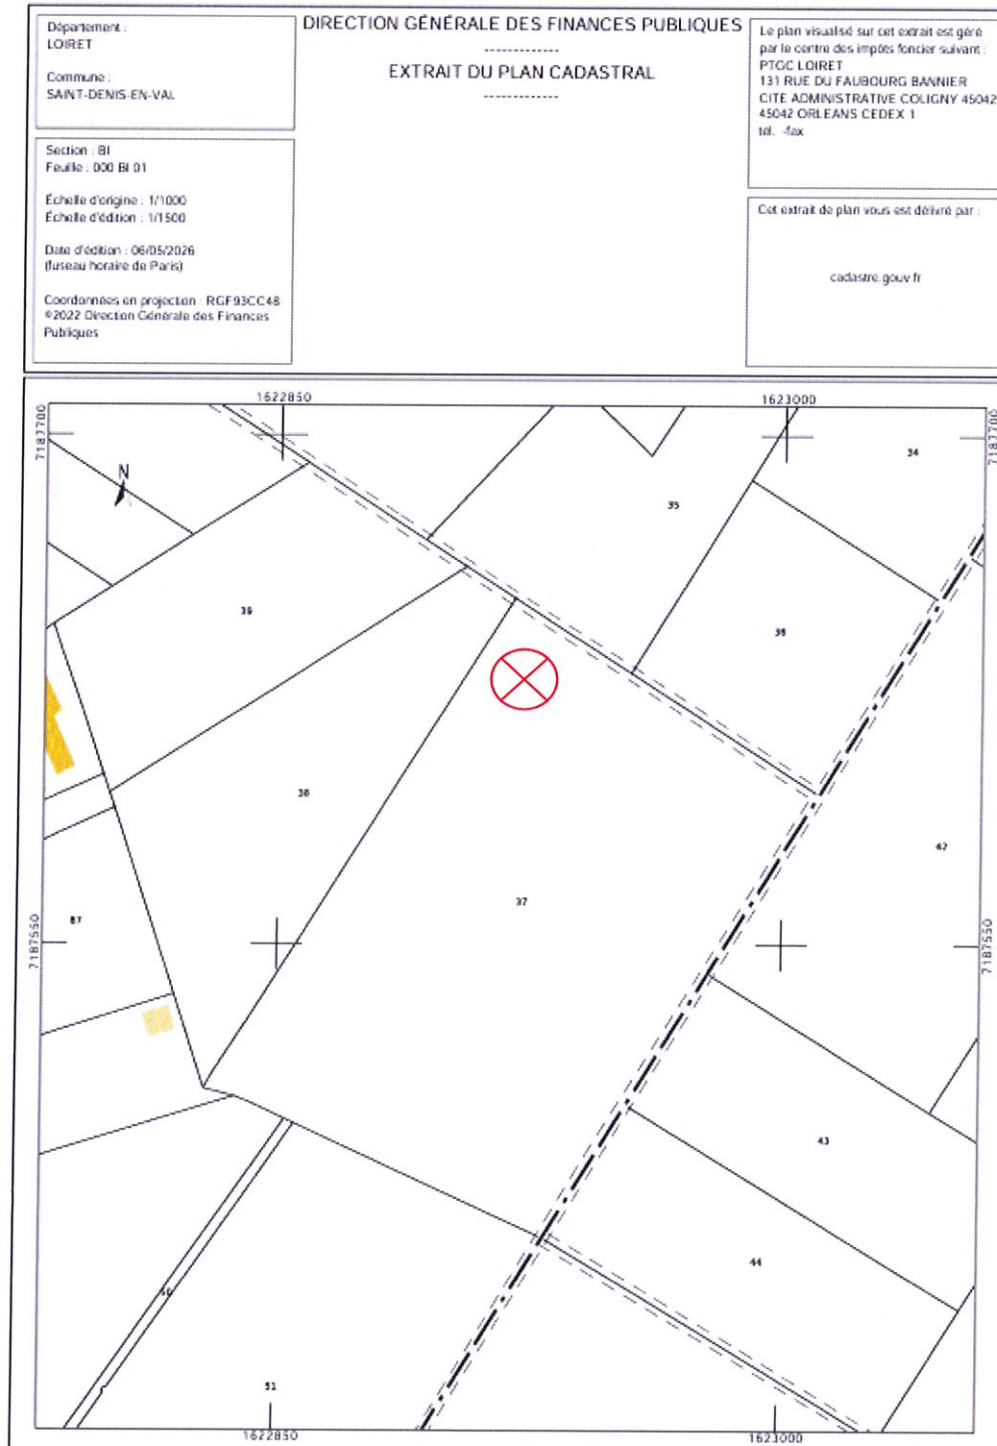 Département :
LOIRET
Commune :
SAINT-DENIS-EN-VAL
Section : BI
Feuille : 000 BI 01
Échelle d'origine : 1/1000
Échelle d'édition : 1/1500
Date d'édition : 06/05/2026
(fuseau horaire de Paris)
Coordonnées en projection : RGF93CC48
©2022 Direction Générale des Finances
Publiques
DIRECTION GÉNÉRALE DES FINANCES PUBLIQUES
-------------
EXTRAIT DU PLAN CADASTRAL
-------------
Le plan visualisé sur cet extrait est géré
par le centre des impôts foncier suivant :
PTGC LOIRET
131 RUE DU FAUBOURG BANNIER
CITE ADMINISTRATIVE COLIGNY 45042
45042 ORLEANS CEDEX 1
tél. -fax
Cet extrait de plan vous est délivré par :
cadastre.gouv.fr
1622850
1623000
7187700
7187700
N
34
35
39
36
38
42
37
87
7187550
7187550
43
44
51
1622850
1623000